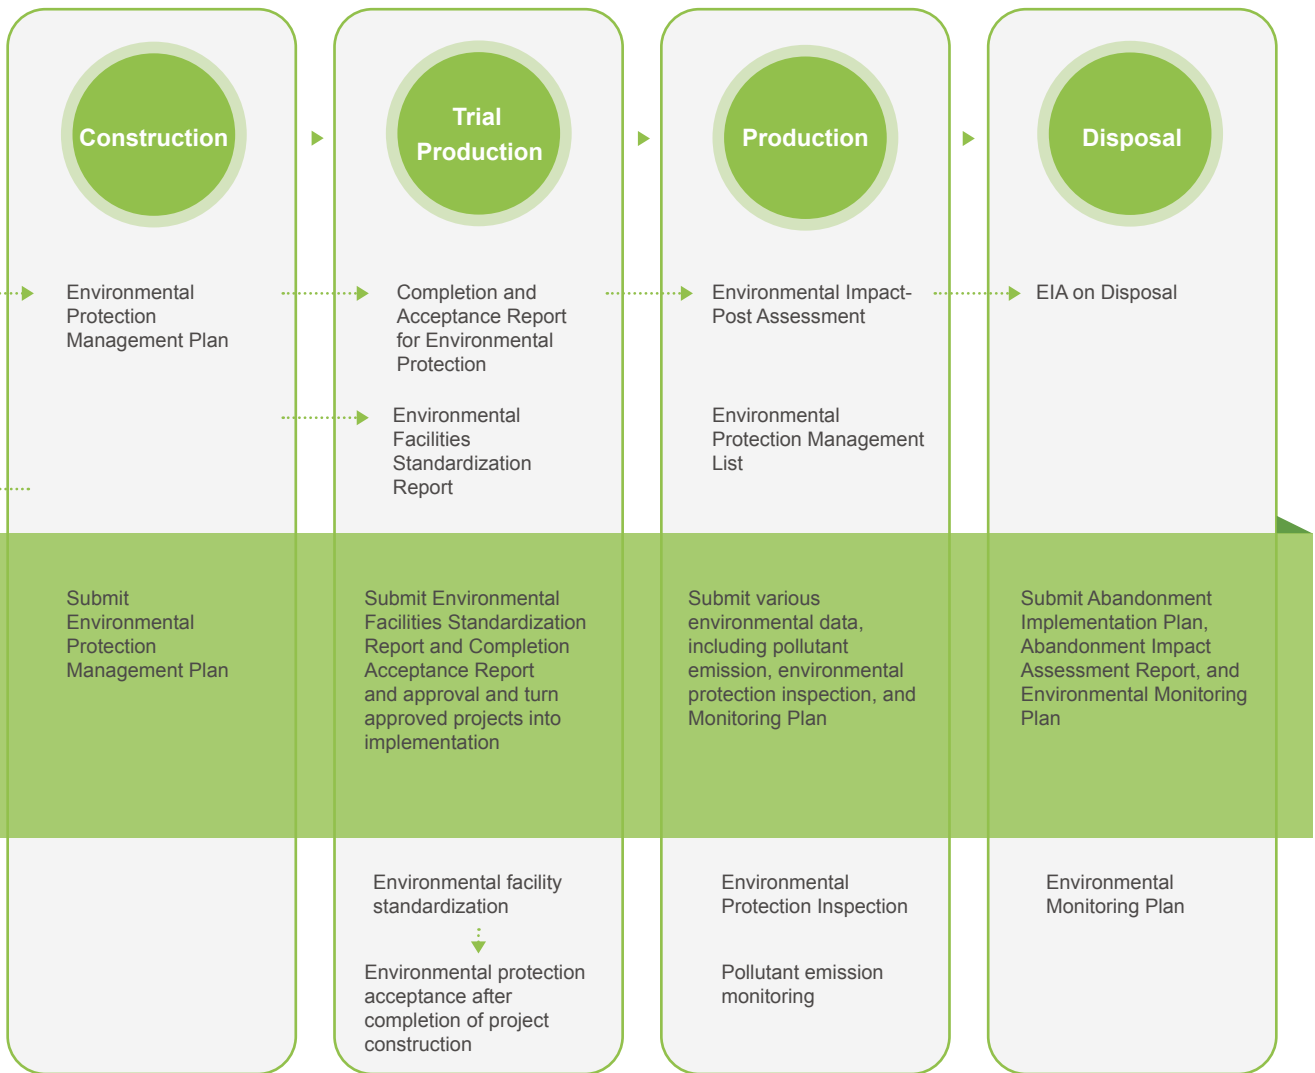 Construction
Trial
Production
Production
Disposal
Environmental
Protection
Management Plan
Completion and
Acceptance Report
for Environmental
Protection
Environmental Impact-
Post Assessment
EIA on Disposal
Environmental
Facilities
Standardization
Report
Environmental
Protection Management
List
Submit
Environmental
Protection
Management Plan
Submit Environmental
Facilities Standardization
Report and Completion
Acceptance Report
and approval and turn
approved projects into
implementation
Submit various
environmental data,
including pollutant
emission, environmental
protection inspection, and
Monitoring Plan
Submit Abandonment
Implementation Plan,
Abandonment Impact
Assessment Report, and
Environmental Monitoring
Plan
Environmental facility
standardization
Environmental protection
acceptance after
completion of project
construction
Environmental
Protection Inspection
Pollutant emission
monitoring
Environmental
Monitoring Plan